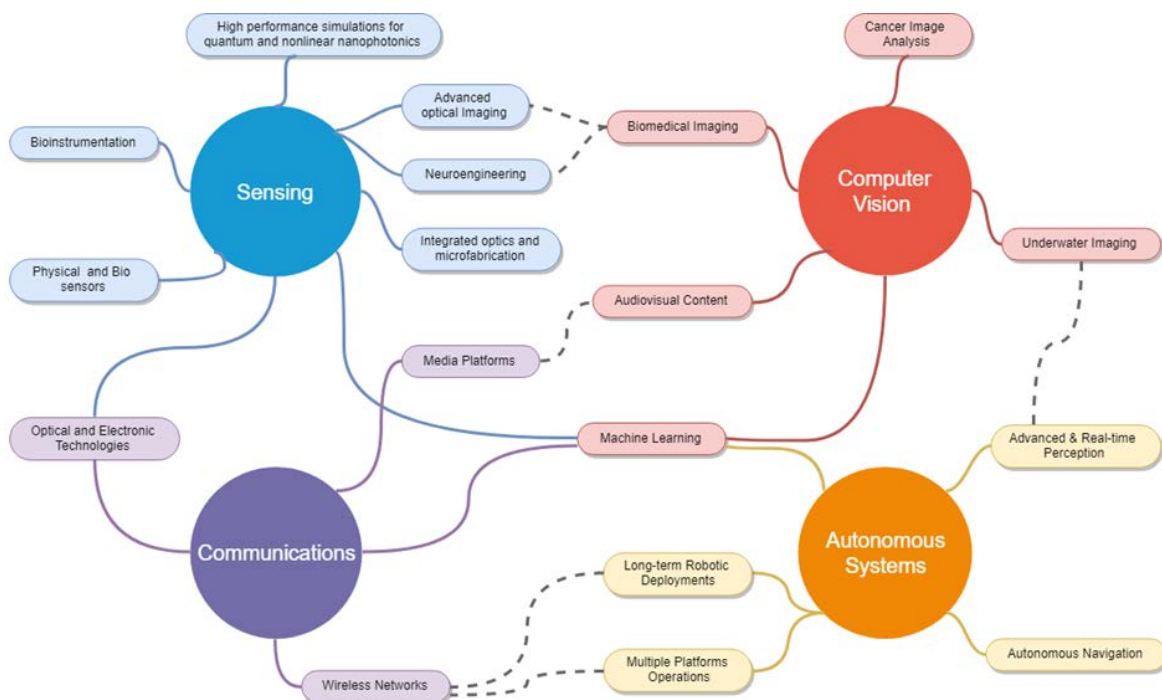 High performance simulations for
quantum and nonlinear nanophotonics
Cancer Image
Analysis
Advanced
optical Imaging
Bioinstrumentation
Biomedical Imaging
Neuroengineering
Sensing
Computer
Vision
Integrated optics and
microfabrication
Underwater Imaging
Physical and Bio
sensors
Audiovisual Content
Media Platforms
Optical and Electronic
Technologies
Machine Learning
Advanced & Real-time
Perception
Communications
Autonomous
Systems
Long-term Robotic
Deployments
Multiple Platforms
Operations
Autonomous Navigation
Wireless Networks